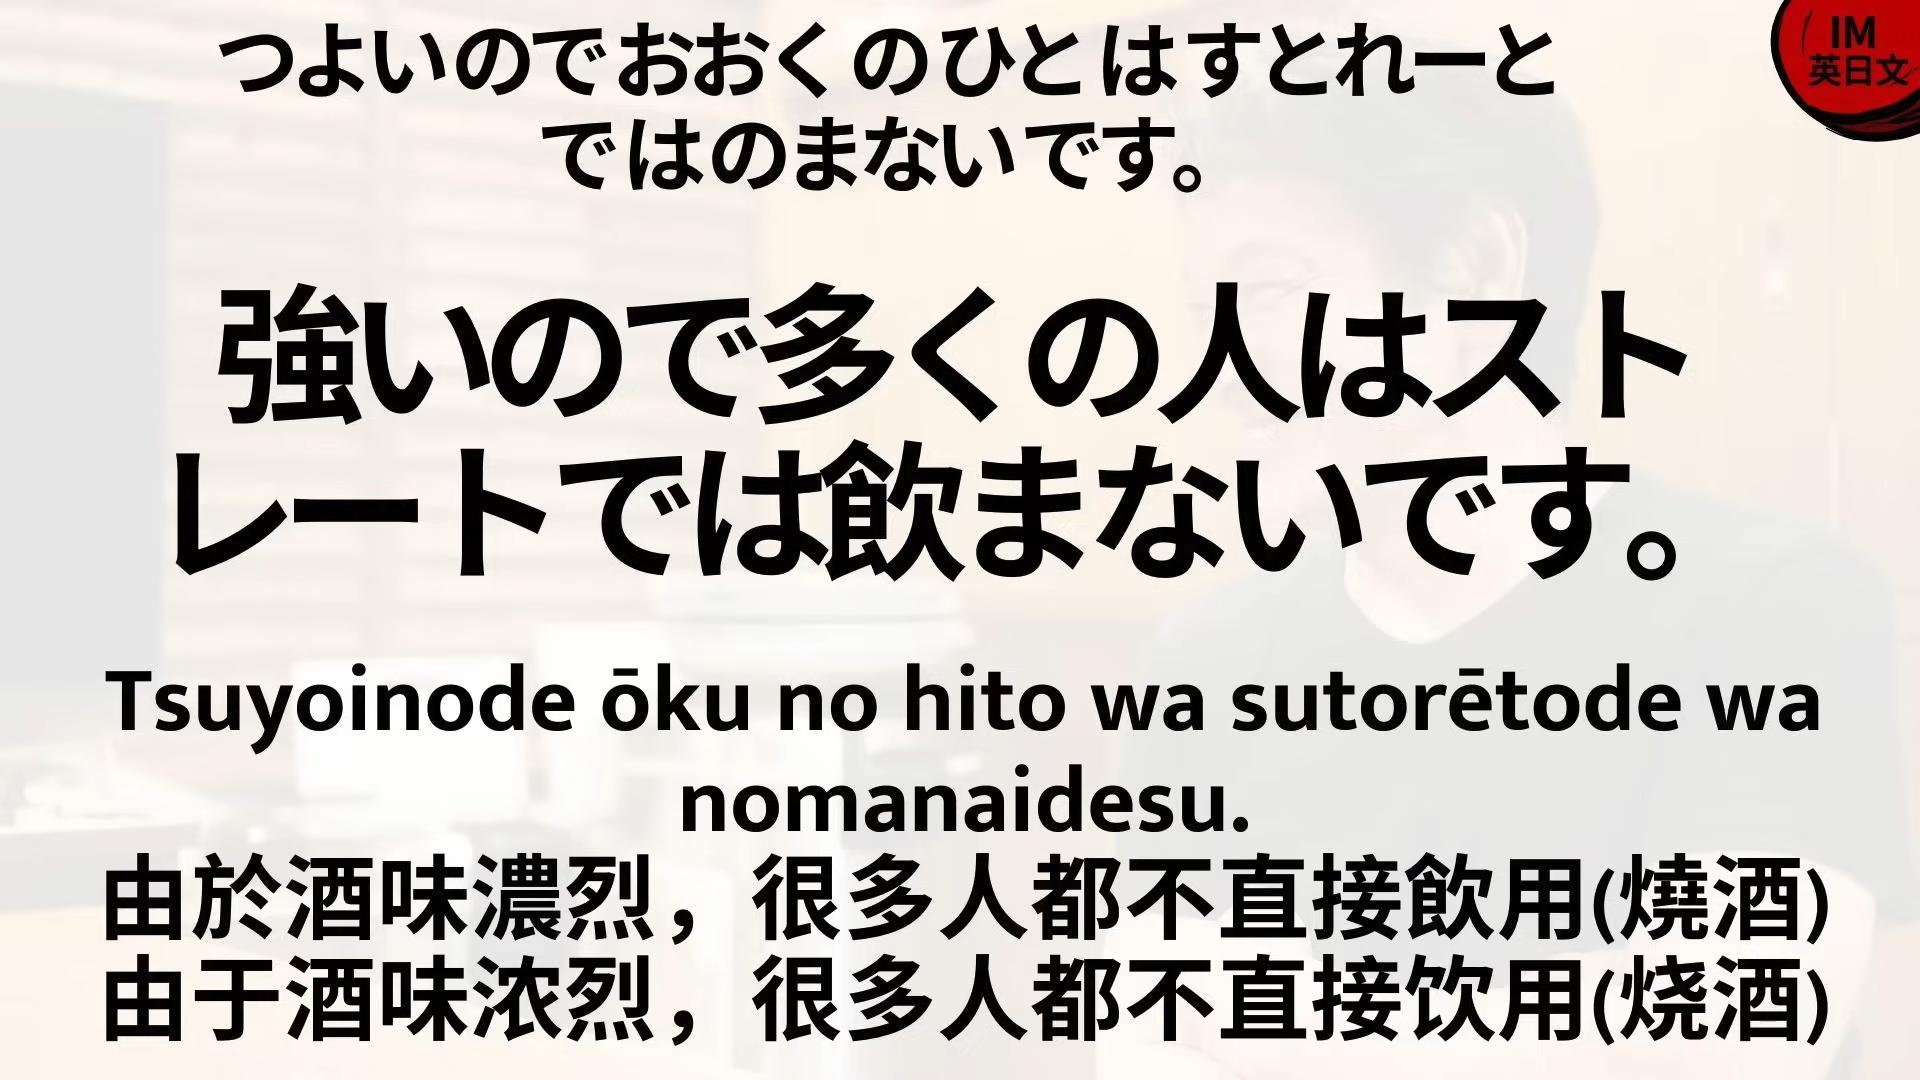 つよいのでおおくのひとはすとれーと
ではのまないです。
IM
英日文
強いので多くの人はスト
レートでは飲まないです。
Tsuyoinode ōku no hito wa sutorētode wa
nomanaidesu.
由於酒味濃烈，很多人都不直接飲用(燒酒)
由于酒味浓烈，很多人都不直接饮用(烧酒)